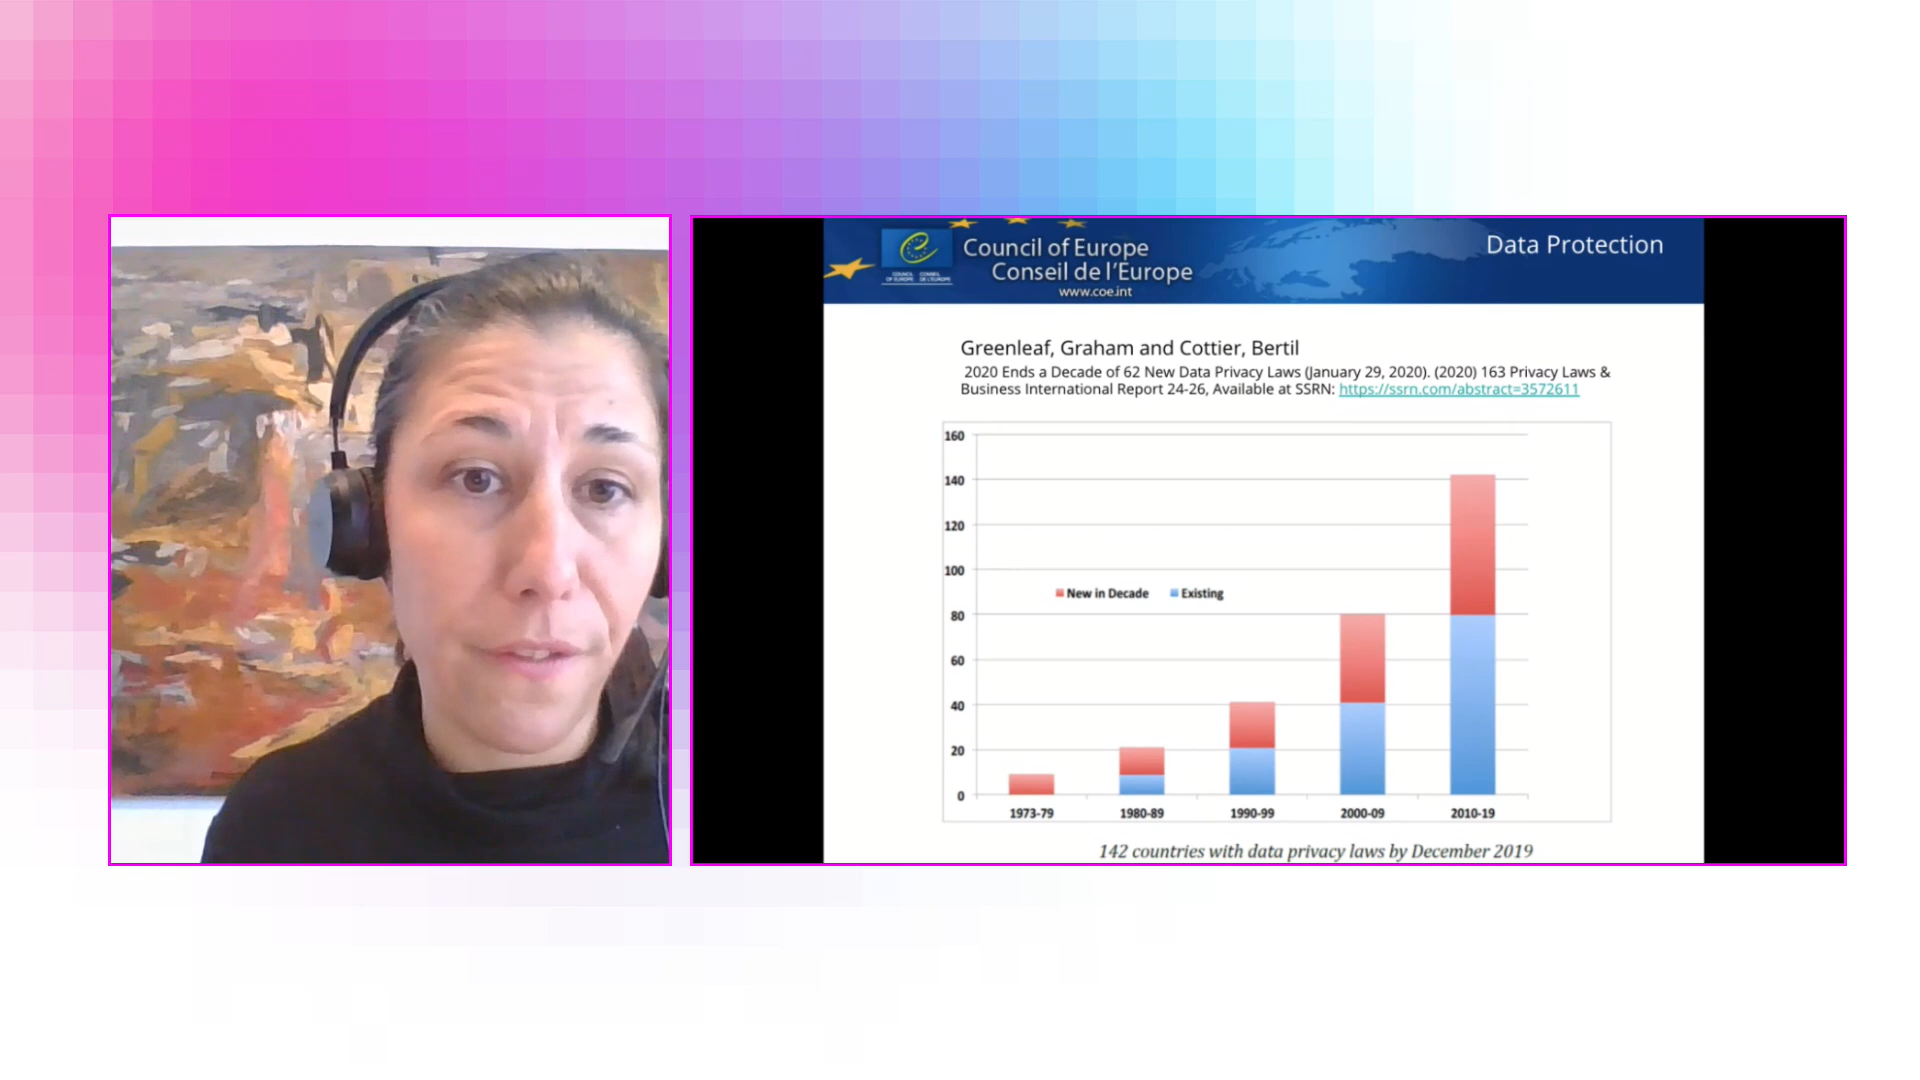 Council of Europe
Conseil de l'Europe
www.coe.int
Data Protection
Greenleaf, Graham and Cottier, Bertil
2020 Ends a Decade of 62 New Data Privacy Laws (January 29, 2020). (2020) 163 Privacy Laws &
Business International Report 24-26, Available at SSRN: https://ssrn.com/abstract=3572611
160
140
120
100
80
60
40
20
0
New in Decade
Existing
1973-79
1980-89
1990-99
2000-09
2010-19
142 countries with data privacy laws by December 2019